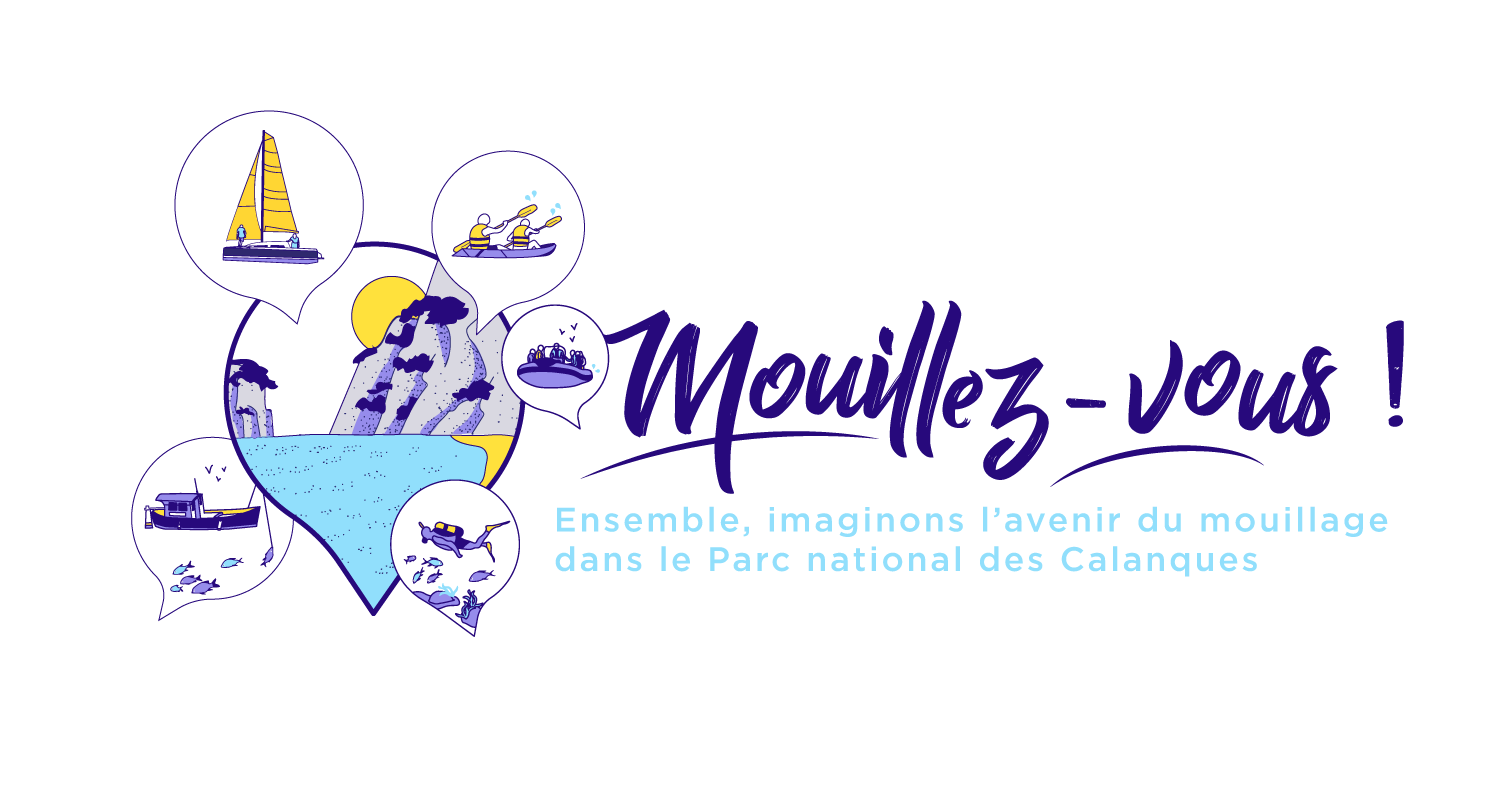 Mouillez-vous !
Ensemble, imaginons l’avenir du mouillage
dans le Parc national des Calanques